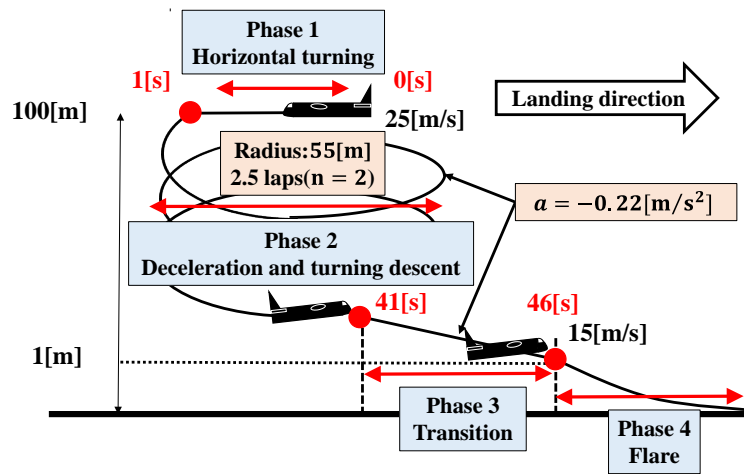 Phase 1
Horizontal turning
1[s]
0[s]
Landing direction
100[m]
25[m/s]
Radius:55[m]
2.5 laps(n = 2)
a = −0.22[m/s²]
Phase 2
Deceleration and turning descent
41[s]
46[s]
15[m/s]
1[m]
Phase 3
Transition
Phase 4
Flare